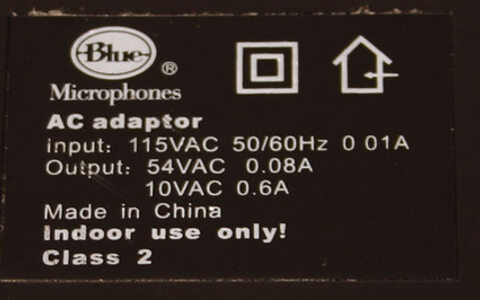 Blue ®
Microphones
AC adaptor
Input: 115VAC 50/60Hz 0 01A
Output: 54VAC 0.08A
10VAC 0.6A
Made in China
Indoor use only!
Class 2